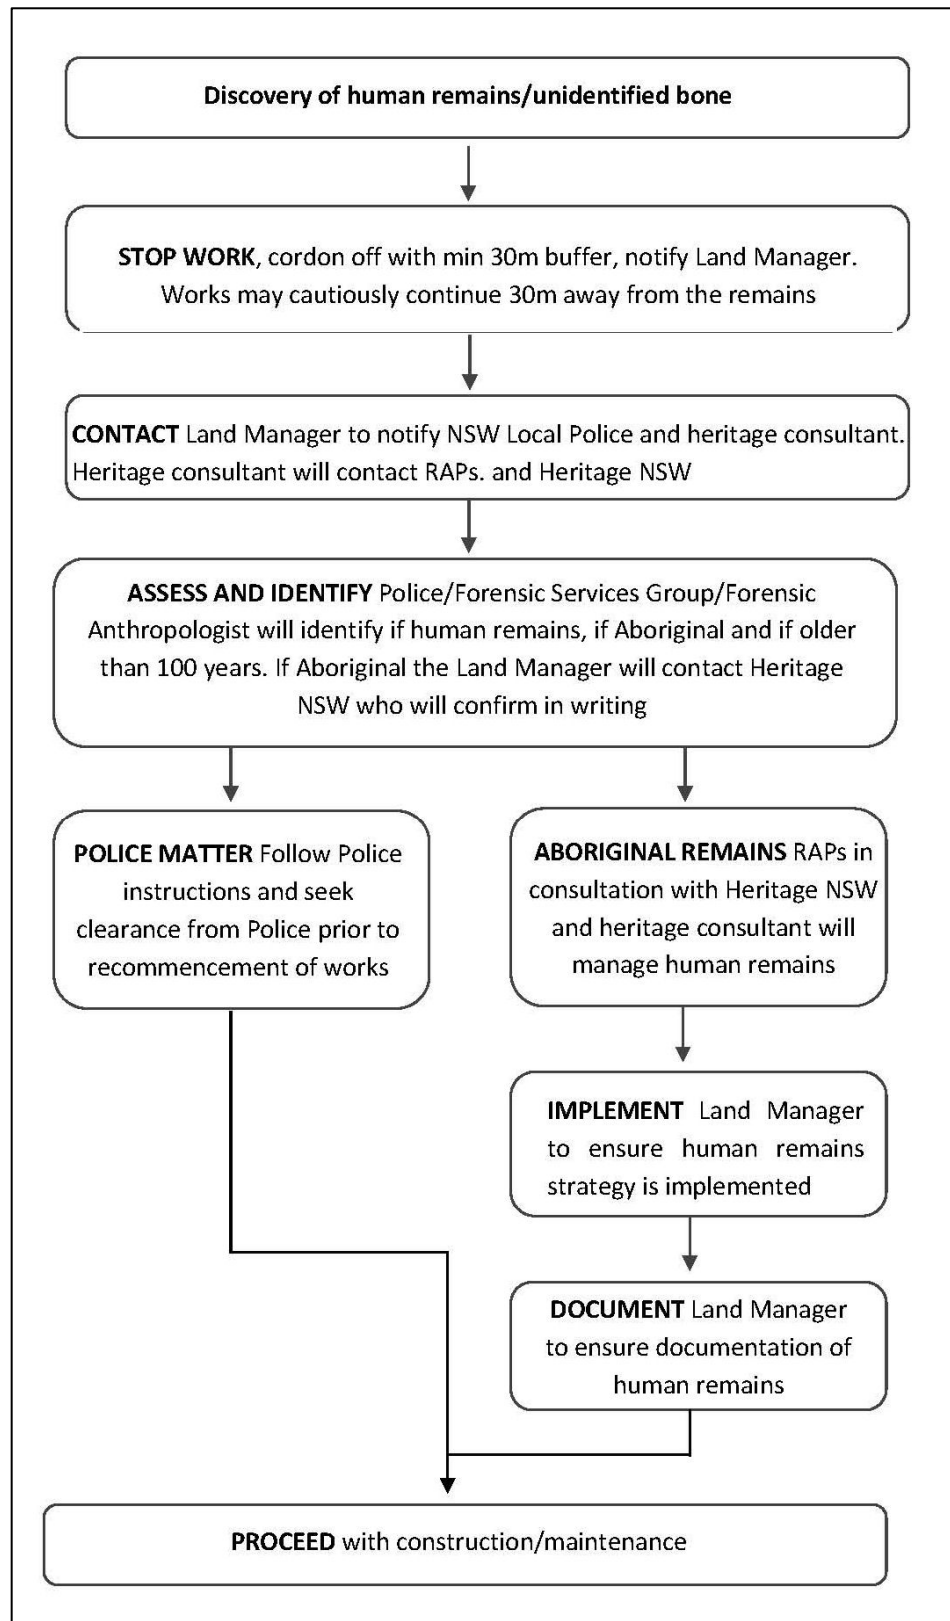 Discovery of human remains/unidentified bone
STOP WORK, cordon off with min 30m buffer, notify Land Manager.
Works may cautiously continue 30m away from the remains
CONTACT Land Manager to notify NSW Local Police and heritage consultant.
Heritage consultant will contact RAPs. and Heritage NSW
ASSESS AND IDENTIFY Police/Forensic Services Group/Forensic
Anthropologist will identify if human remains, if Aboriginal and if older
than 100 years. If Aboriginal the Land Manager will contact Heritage
NSW who will confirm in writing
POLICE MATTER Follow Police
instructions and seek
clearance from Police prior to
recommencement of works
ABORIGINAL REMAINS RAPs in
consultation with Heritage NSW
and heritage consultant will
manage human remains
IMPLEMENT Land Manager
to ensure human remains
strategy is implemented
DOCUMENT Land Manager
to ensure documentation of
human remains
PROCEED with construction/maintenance